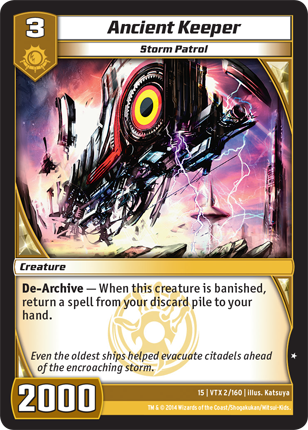 3
Ancient Keeper
Storm Patrol
Creature
De-Archive — When this creature is banished,
return a spell from your discard pile to your
hand.
Even the oldest ships helped evacuate citadels ahead
of the encroaching storm.
2000
15 | VTX 2/160 | Illus. Katsuya
TM & © 2014 Wizards of the Coast/Shogakukan/Mitsui-Kids.